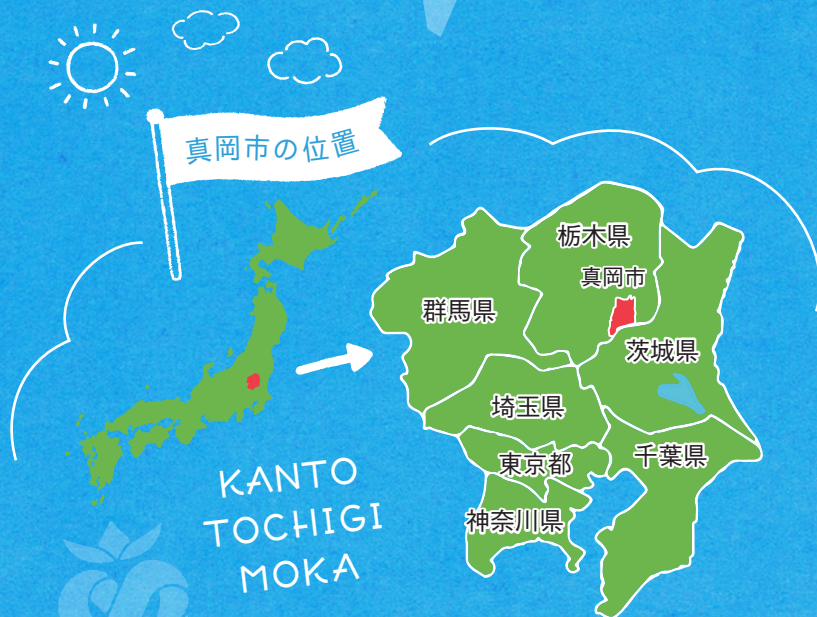 真岡市の位置
栃木県
真岡市
群馬県
茨城県
埼玉県
東京都
千葉県
神奈川県
KANTO
TOCHIGI
MOKA